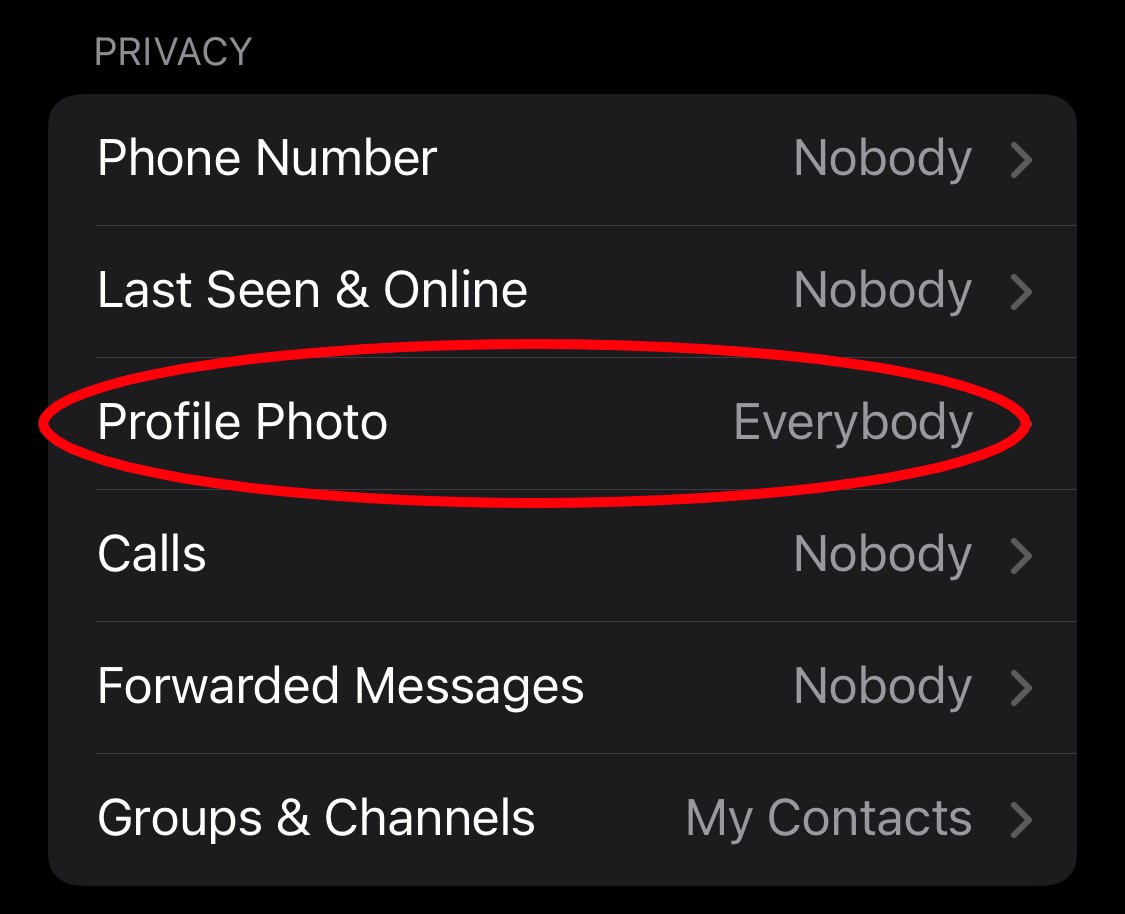 PRIVACY
Phone Number Nobody
Last Seen & Online Nobody
Profile Photo Everybody
Calls Nobody
Forwarded Messages Nobody
Groups & Channels My Contacts